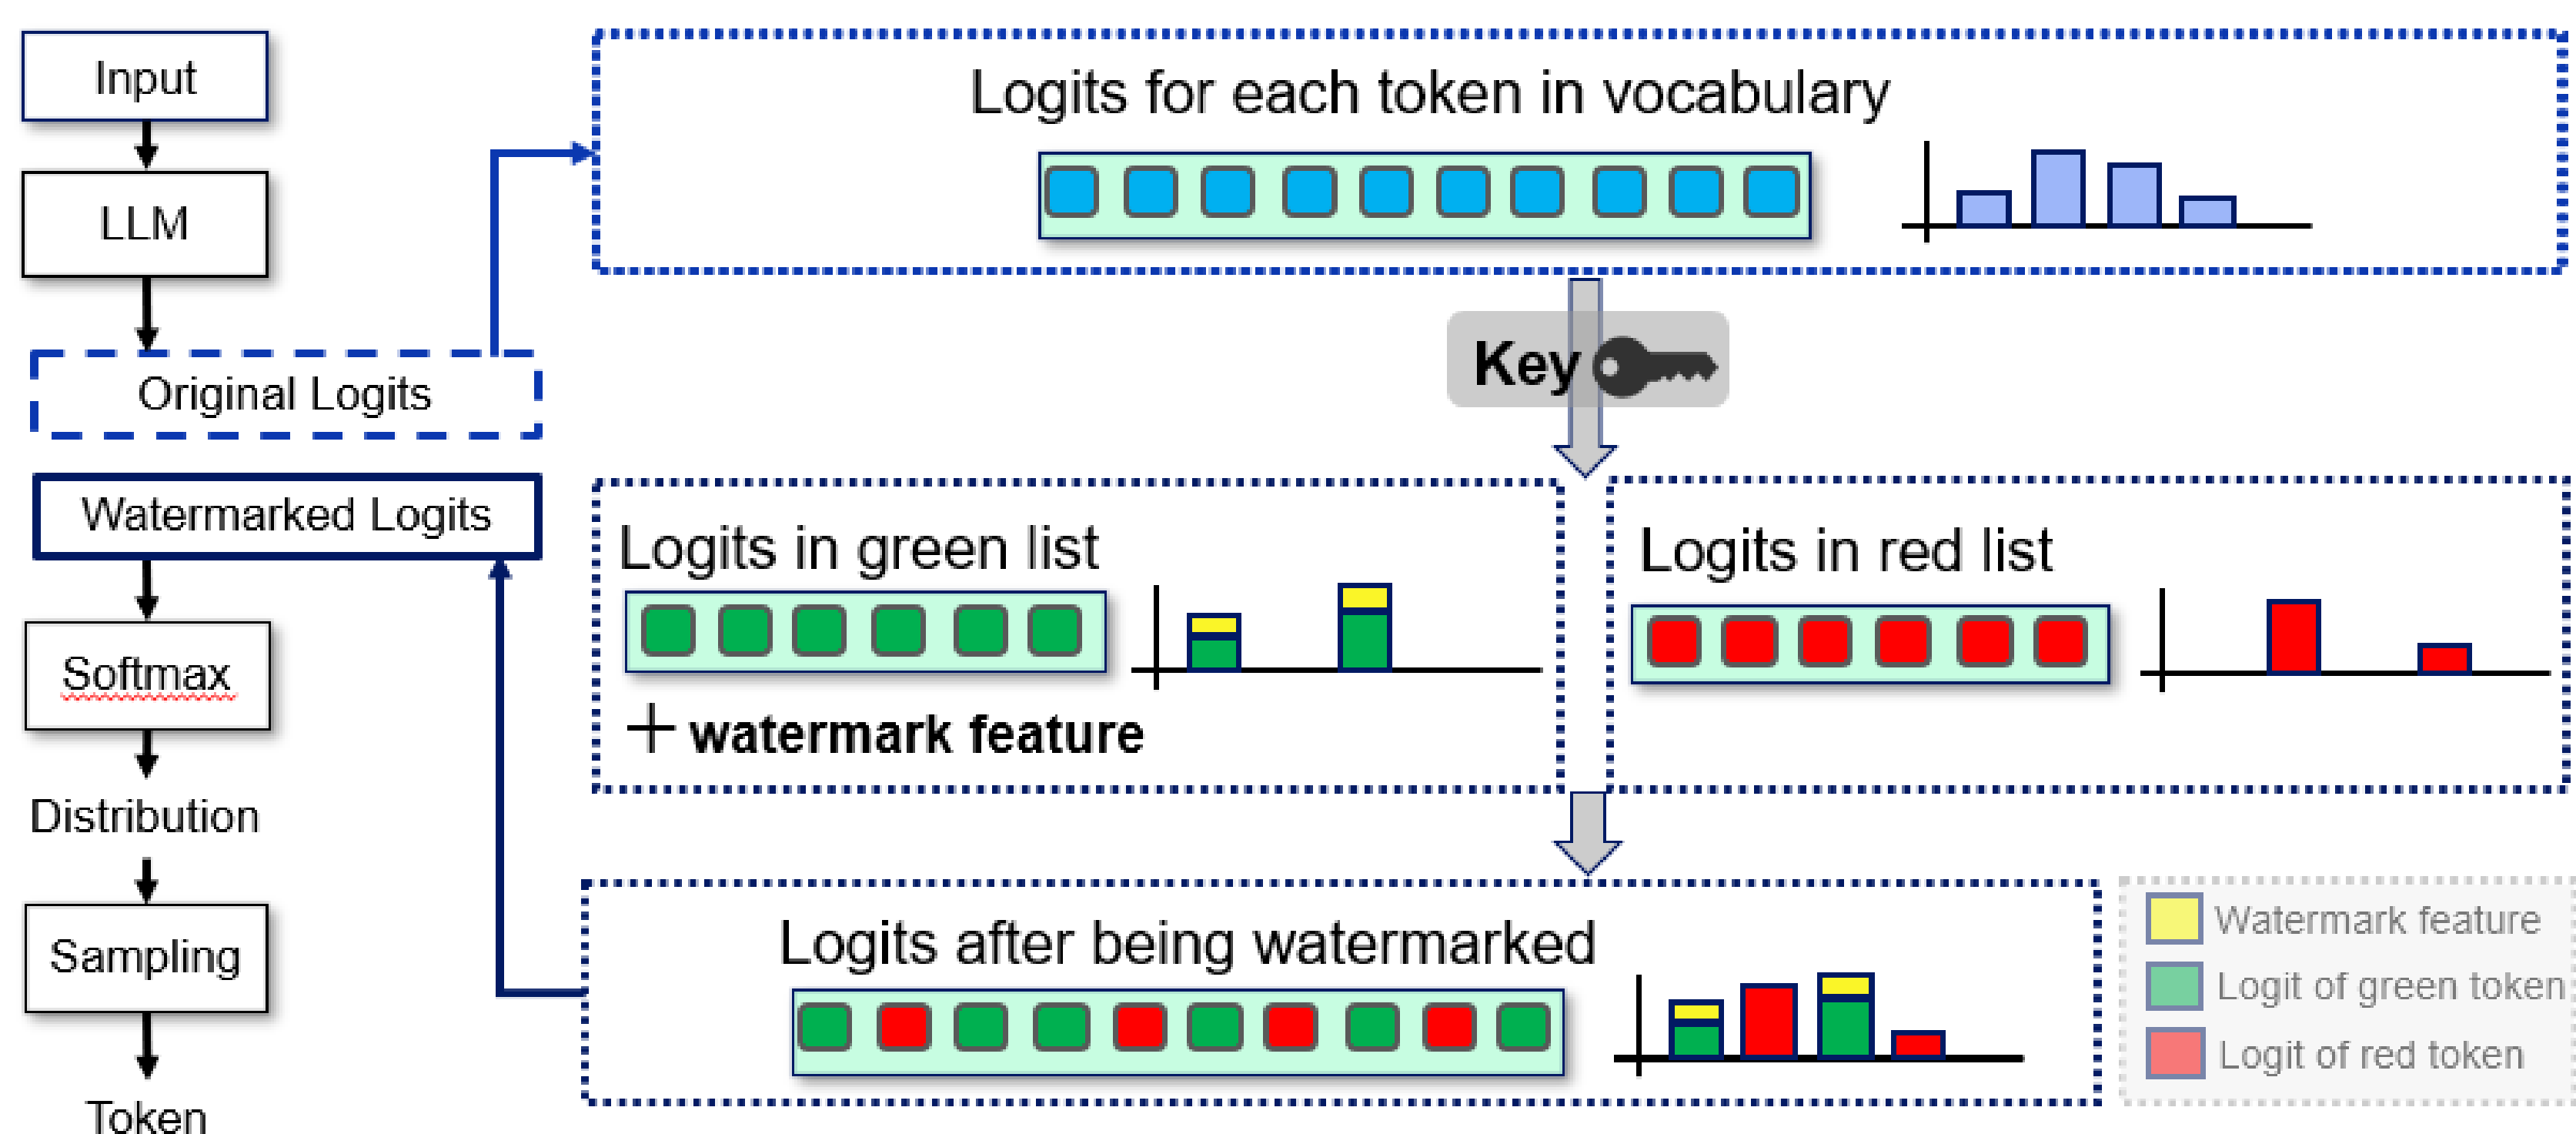 Input
LLM
Original Logits
Watermarked Logits
Softmax
Distribution
Sampling
Token
Logits for each token in vocabulary
Key
Logits in green list
+ watermark feature
Logits in red list
Logits after being watermarked
Watermark feature
Logit of green token
Logit of red token